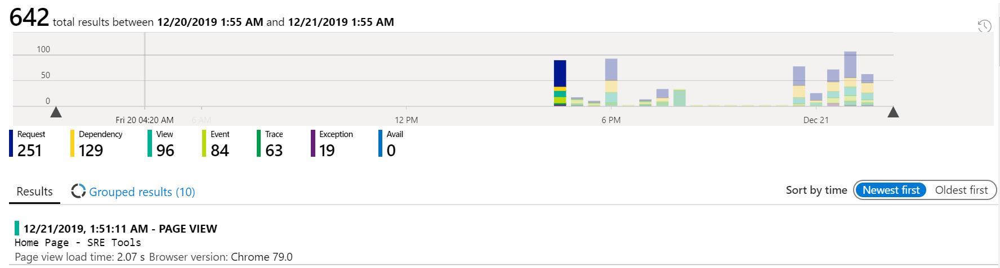 642 total results between 12/20/2019 1:55 AM and 12/21/2019 1:55 AM
100
50
0
Fri 20 04:20 AM 6 AM 12 PM 6 PM Dec 21
Request Dependency View Event Trace Exception Avail
251 129 96 84 63 19 0
Results Grouped results (10) Sort by time Newest first Oldest first
12/21/2019, 1:51:11 AM - PAGE VIEW
Home Page - SRE Tools
Page view load time: 2.07 s Browser version: Chrome 79.0